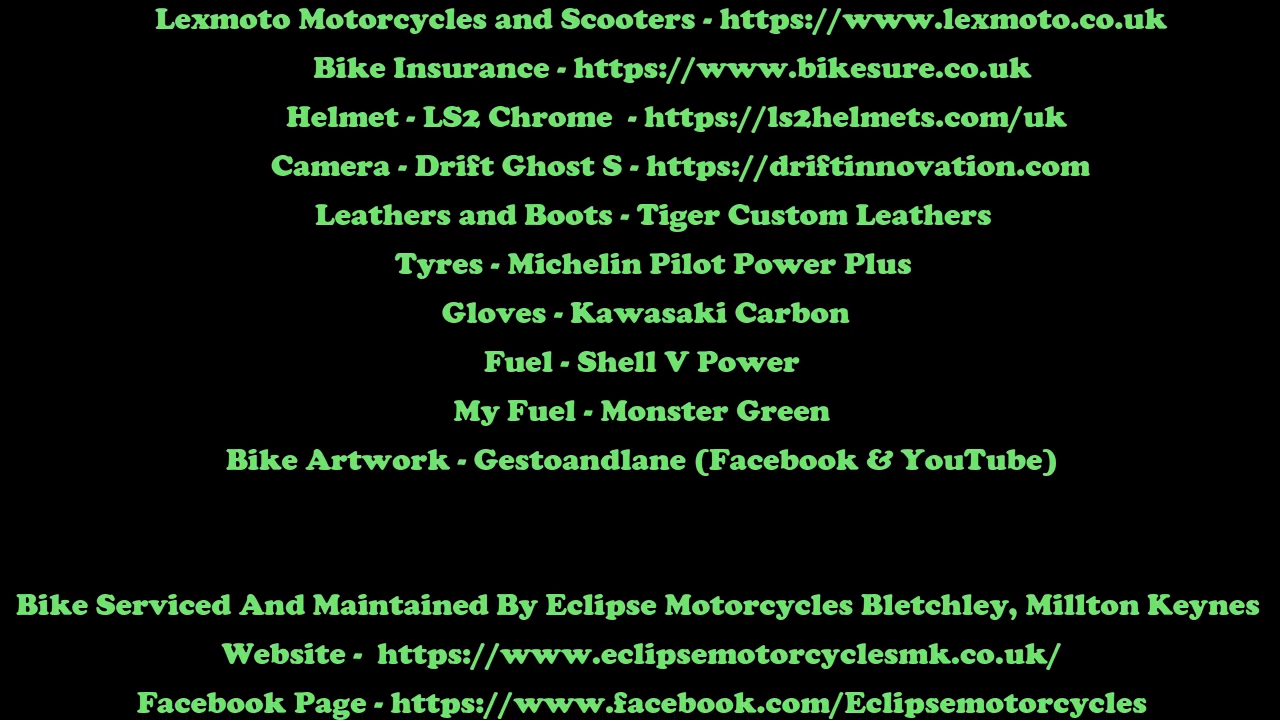 Lexmoto Motorcycles and Scooters - https://www.lexmoto.co.uk
Bike Insurance - https://www.bikesure.co.uk
Helmet - LS2 Chrome - https://ls2helmets.com/uk
Camera - Drift Ghost S - https://driftinnovation.com
Leathers and Boots - Tiger Custom Leathers
Tyres - Michelin Pilot Power Plus
Gloves - Kawasaki Carbon
Fuel - Shell V Power
My Fuel - Monster Green
Bike Artwork - Gestoandlane (Facebook & YouTube)
Bike Serviced And Maintained By Eclipse Motorcycles Bletchley, Millton Keynes
Website - https://www.eclipsemotorcyclesmk.co.uk/
Facebook Page - https://www.facebook.com/Eclipsemotorcycles